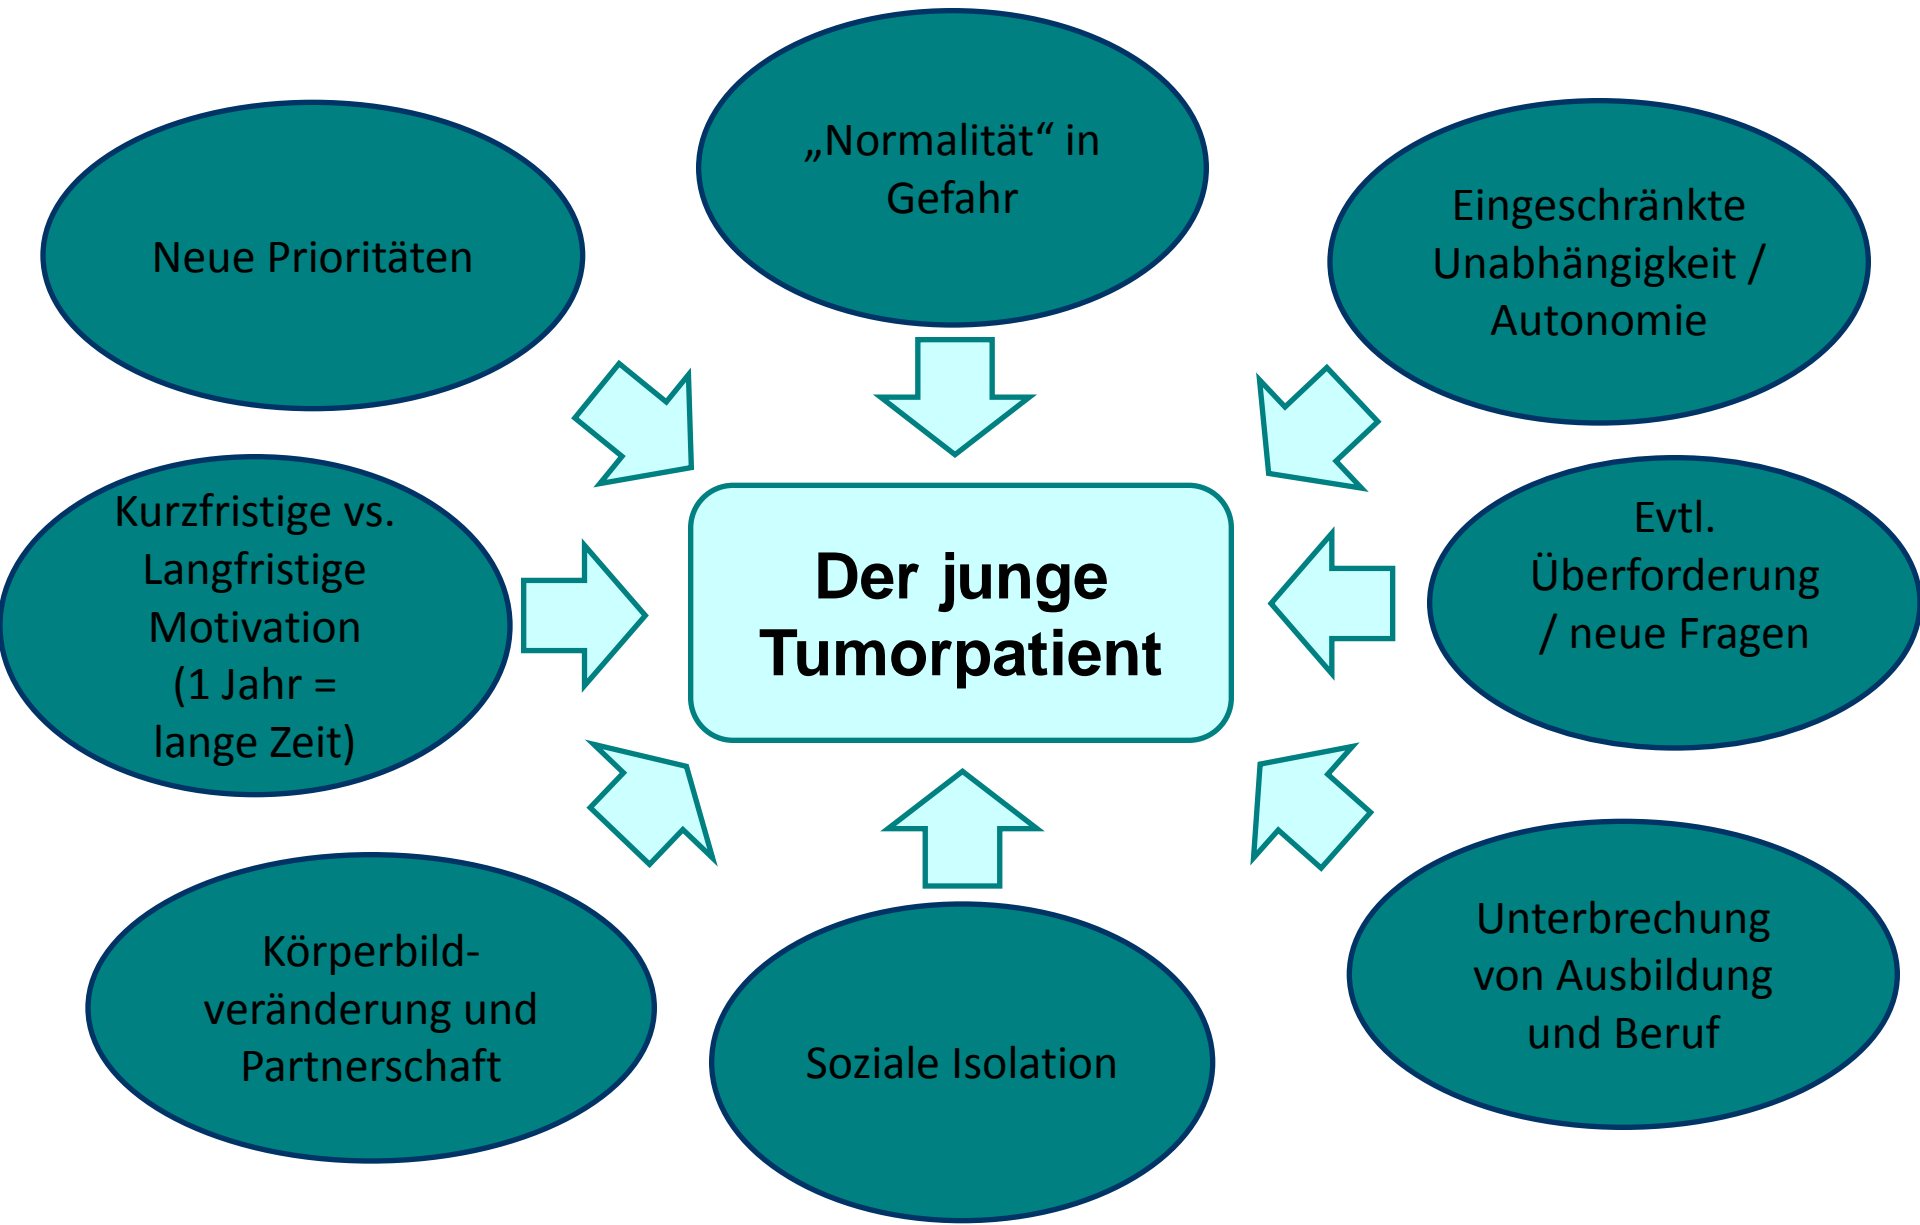 „Normalität“ in
Gefahr
Neue Prioritäten
Eingeschränkte
Unabhängigkeit /
Autonomie
Kurzfristige vs.
Langfristige
Motivation
(1 Jahr =
lange Zeit)
Der junge
Tumorpatient
Evtl.
Überforderung
/ neue Fragen
Körperbild-
veränderung und
Partnerschaft
Soziale Isolation
Unterbrechung
von Ausbildung
und Beruf